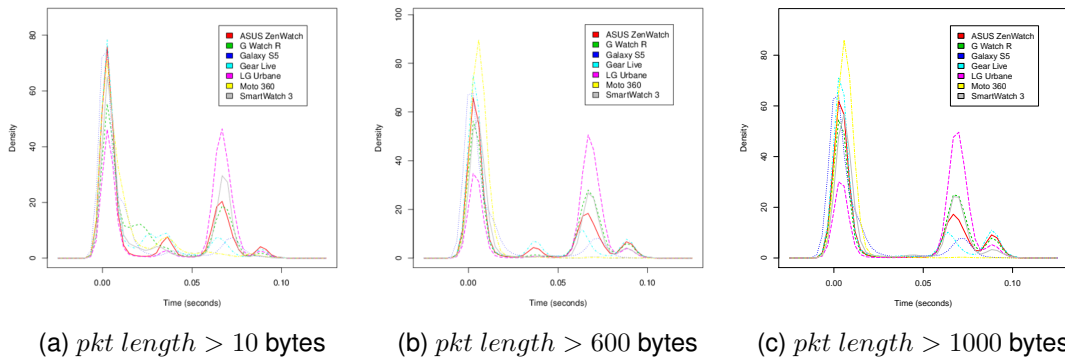 80
60
40
20
0
Density
0.00
0.05
0.10
Time (seconds)
ASUS ZenWatch
G Watch R
Galaxy S5
Gear Live
LG Urbane
Moto 360
SmartWatch 3
(a) pkt length > 10 bytes
100
80
60
40
20
0
Density
0.00
0.05
0.10
Time (seconds)
ASUS ZenWatch
G Watch R
Galaxy S5
Gear Live
LG Urbane
Moto 360
SmartWatch 3
(b) pkt length > 600 bytes
80
60
40
20
0
Density
0.00
0.05
0.10
Time (seconds)
ASUS ZenWatch
G Watch R
Galaxy S5
Gear Live
LG Urbane
Moto 360
SmartWatch 3
(c) pkt length > 1000 bytes